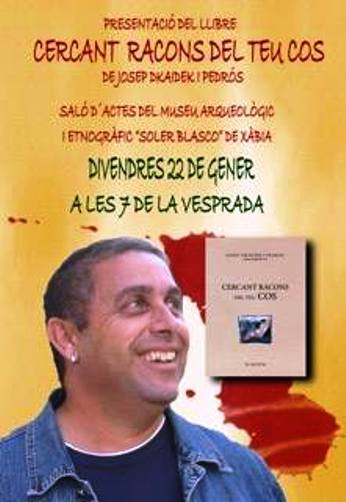 PRESENTACIÓ DEL LLIBRE
CERCANT RACONS DEL TEU COS
DE JOSEP DKAIDEK I PEDRÓS
SALÓ D'ACTES DEL MUSEU ARQUEOLÒGIC
I ETNOGRÀFIC "SOLER BLASCO" DE XÀBIA
DIVENDRES 22 DE GENER
A LES 7 DE LA VESPRADA
CERCANT RACONS
DEL TEU COS